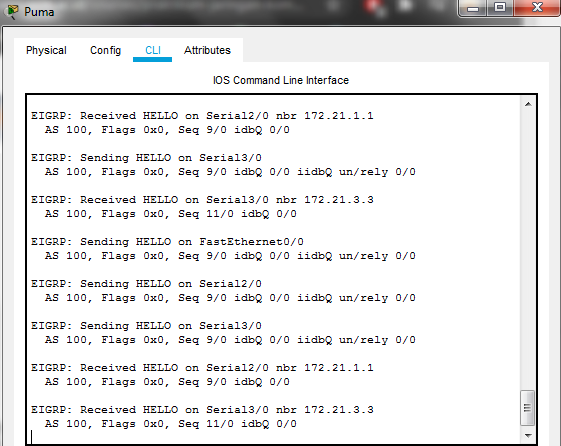 Puma
Physical Config CLI Attributes
IOS Command Line Interface
EIGRP: Received HELLO on Serial2/0 nbr 172.21.1.1
AS 100, Flags 0x0, Seq 9/0 idbQ 0/0
EIGRP: Sending HELLO on Serial3/0
AS 100, Flags 0x0, Seq 9/0 idbQ 0/0 iidbQ un/rely 0/0
EIGRP: Received HELLO on Serial3/0 nbr 172.21.3.3
AS 100, Flags 0x0, Seq 11/0 idbQ 0/0
EIGRP: Sending HELLO on FastEthernet0/0
AS 100, Flags 0x0, Seq 9/0 idbQ 0/0 iidbQ un/rely 0/0
EIGRP: Sending HELLO on Serial2/0
AS 100, Flags 0x0, Seq 9/0 idbQ 0/0 iidbQ un/rely 0/0
EIGRP: Sending HELLO on Serial3/0
AS 100, Flags 0x0, Seq 9/0 idbQ 0/0 iidbQ un/rely 0/0
EIGRP: Received HELLO on Serial2/0 nbr 172.21.1.1
AS 100, Flags 0x0, Seq 9/0 idbQ 0/0
EIGRP: Received HELLO on Serial3/0 nbr 172.21.3.3
AS 100, Flags 0x0, Seq 11/0 idbQ 0/0